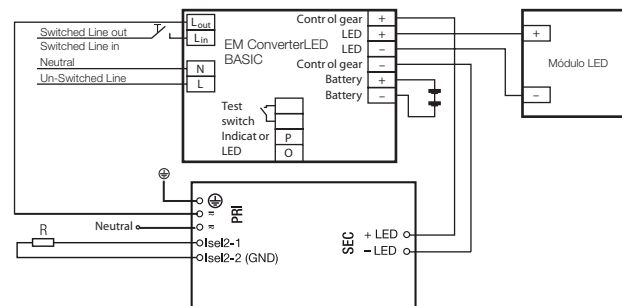 Switched Line out
Switched Line in
Neutral
Un-Switched Line
Lout
Lin
N
L
EM ConverterLED
BASIC
Test
switch
Indicat or
LED
P
O
Control gear +
LED +
LED −
Control gear −
Battery +
Battery −
+
Módulo LED
−
≂
≂
PRI
Neutral
R
Isel2-1
Isel2-2 (GND)
SEC
+ LED
− LED